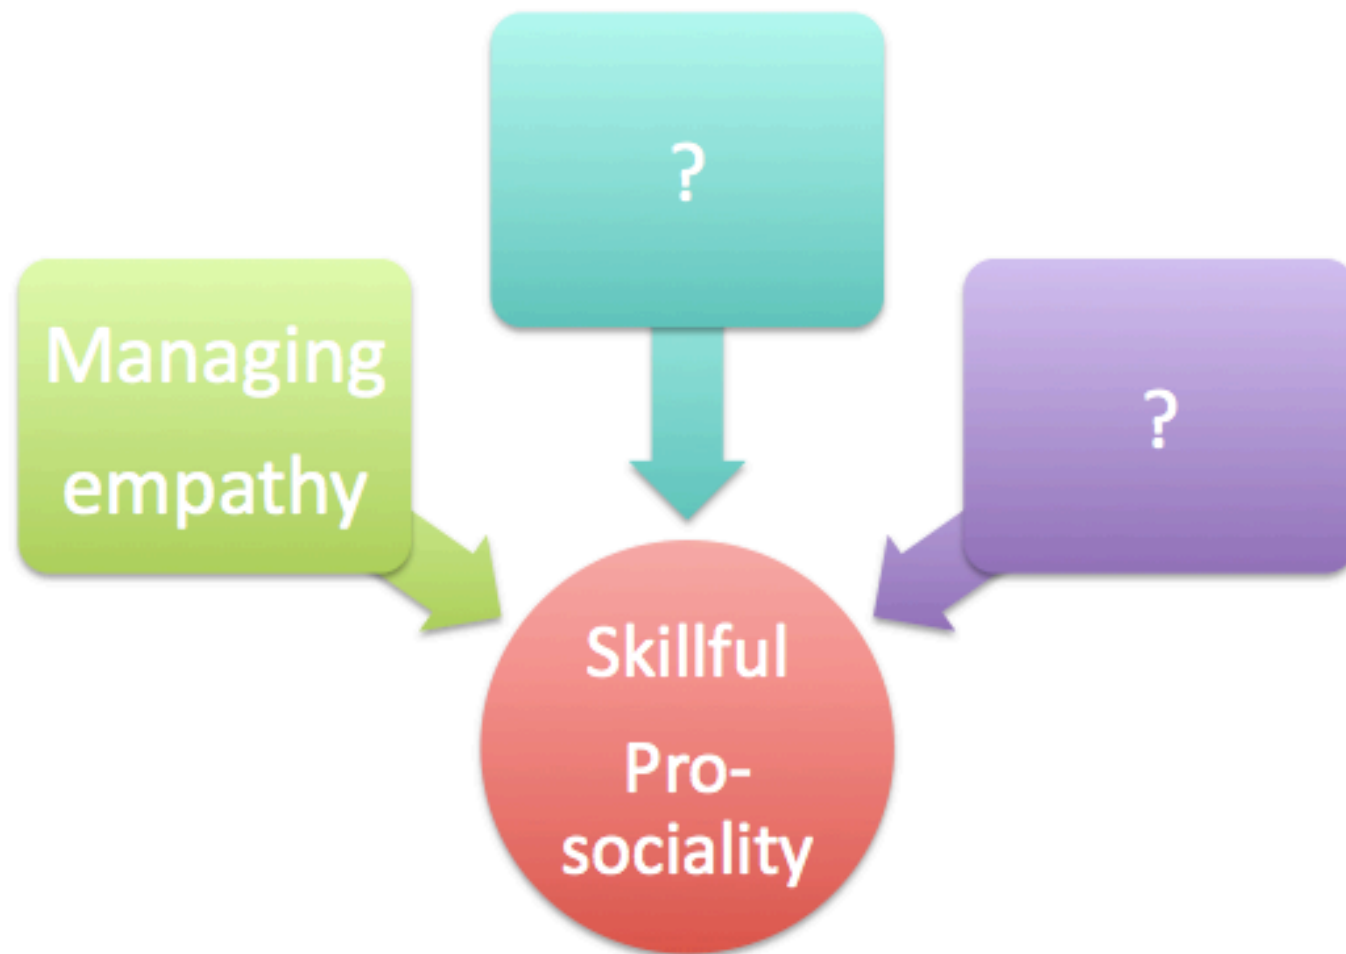 ?
Managing
empathy
?
Skillful
Pro-
sociality